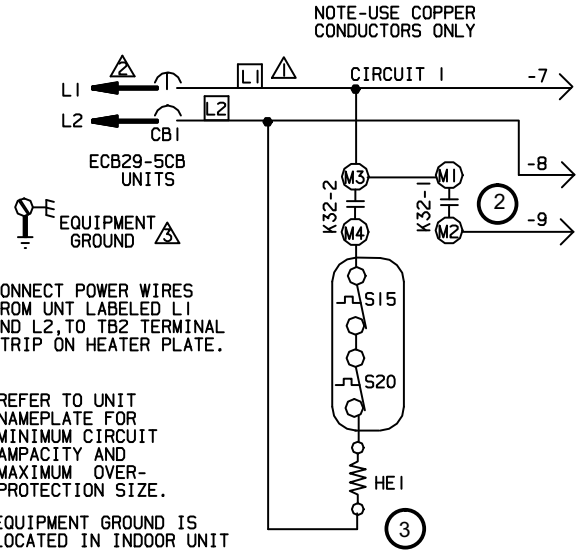 NOTE-USE COPPER
CONDUCTORS ONLY
2
L1
1
CIRCUIT 1
-7
L1
L2
L2
CB1
-8
ECB29-5CB
UNITS
M3
M1
K32-2
K32-1
2
M4
M2
-9
EQUIPMENT
GROUND 3
ONNECT POWER WIRES
ROM UNT LABELED L1
ND L2,TO TB2 TERMINAL
TRIP ON HEATER PLATE.
S15
S20
REFER TO UNIT
NAMEPLATE FOR
MINIMUM CIRCUIT
AMPACITY AND
MAXIMUM OVER-
PROTECTION SIZE.
HE1
EQUIPMENT GROUND IS
LOCATED IN INDOOR UNIT
3